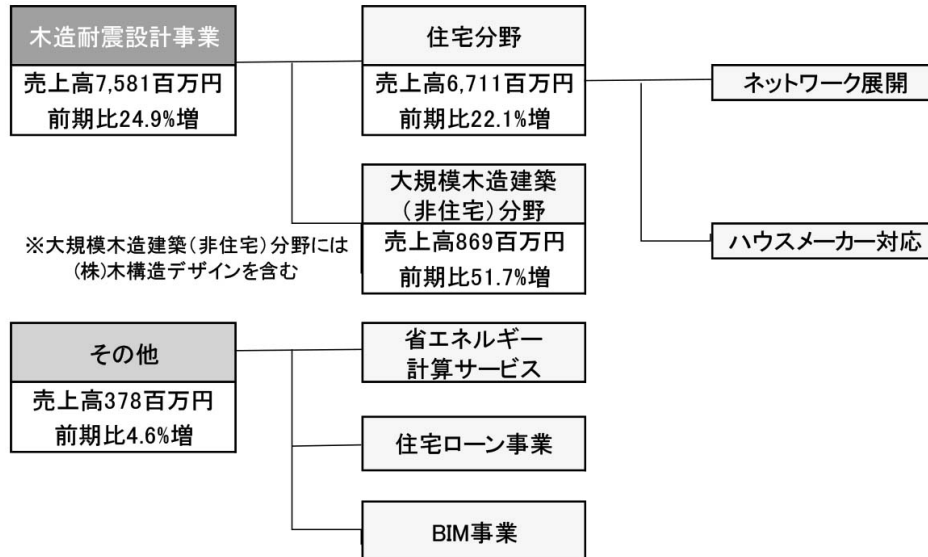 木造耐震設計事業
売上高7,581百万円
前期比24.9%増
住宅分野
売上高6,711百万円
前期比22.1%増
ネットワーク展開
ハウスメーカー対応
大規模木造建築
(非住宅)分野
売上高869百万円
前期比51.7%増
※大規模木造建築(非住宅)分野には
(株)木構造デザインを含む
その他
売上高378百万円
前期比4.6%増
省エネルギー
計算サービス
住宅ローン事業
BIM事業